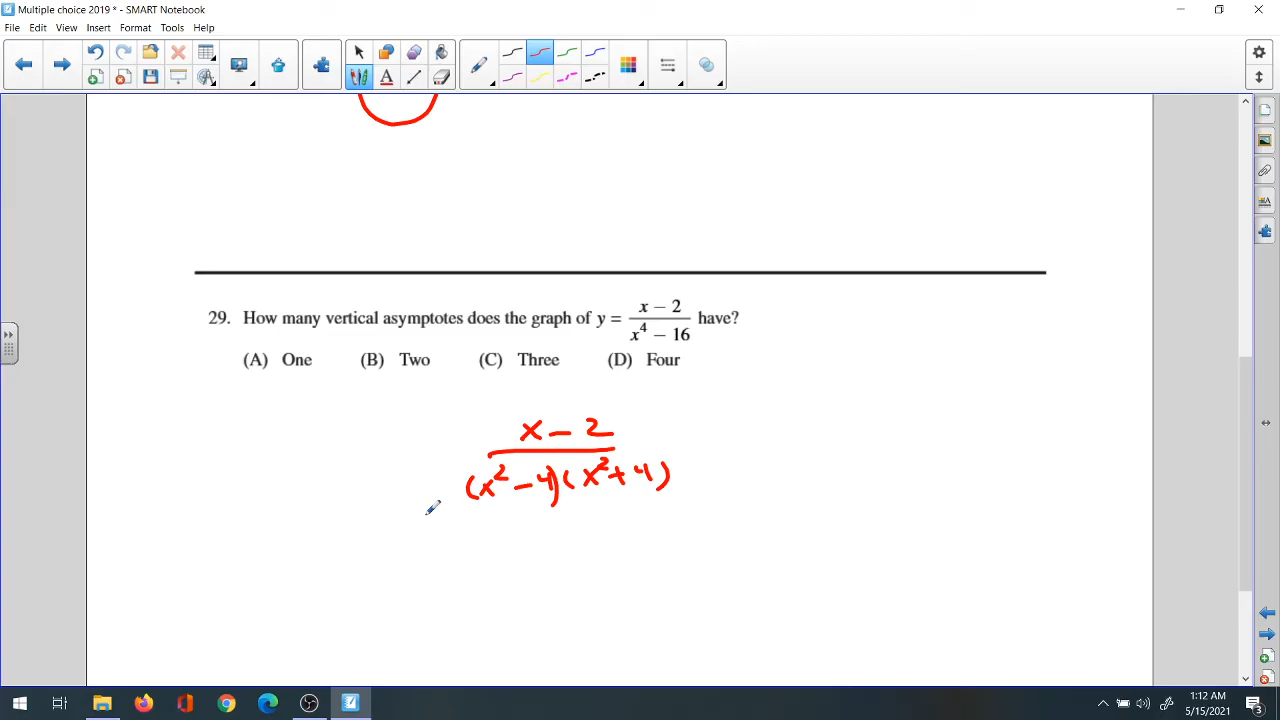 Multiple choice 2019 * - SMART Notebook
File Edit View Insert Format Tools Help
29. How many vertical asymptotes does the graph of y = (x − 2)/(x⁴ − 16) have?
(A) One (B) Two (C) Three (D) Four
x − 2
(x² − 4)(x² + 4)
1:12 AM
5/15/2021
3